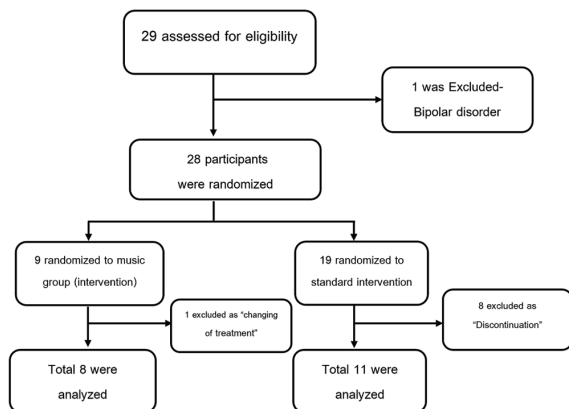 29 assessed for eligibility
1 was Excluded-
Bipolar disorder
28 participants
were randomized
9 randomized to music
group (intervention)
19 randomized to
standard intervention
1 excluded as “changing
of treatment”
8 excluded as
“Discontinuation”
Total 8 were
analyzed
Total 11 were
analyzed